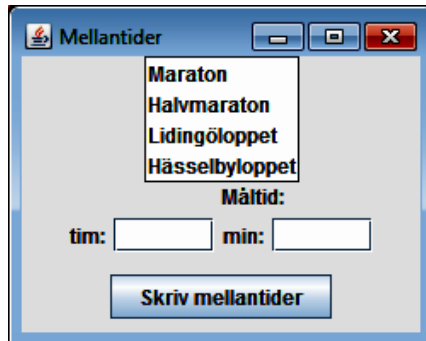 Mellantider
Maraton
Halvmaraton
Lidingöloppet
Hässelbyloppet
Måltid:
tim: min:
Skriv mellantider